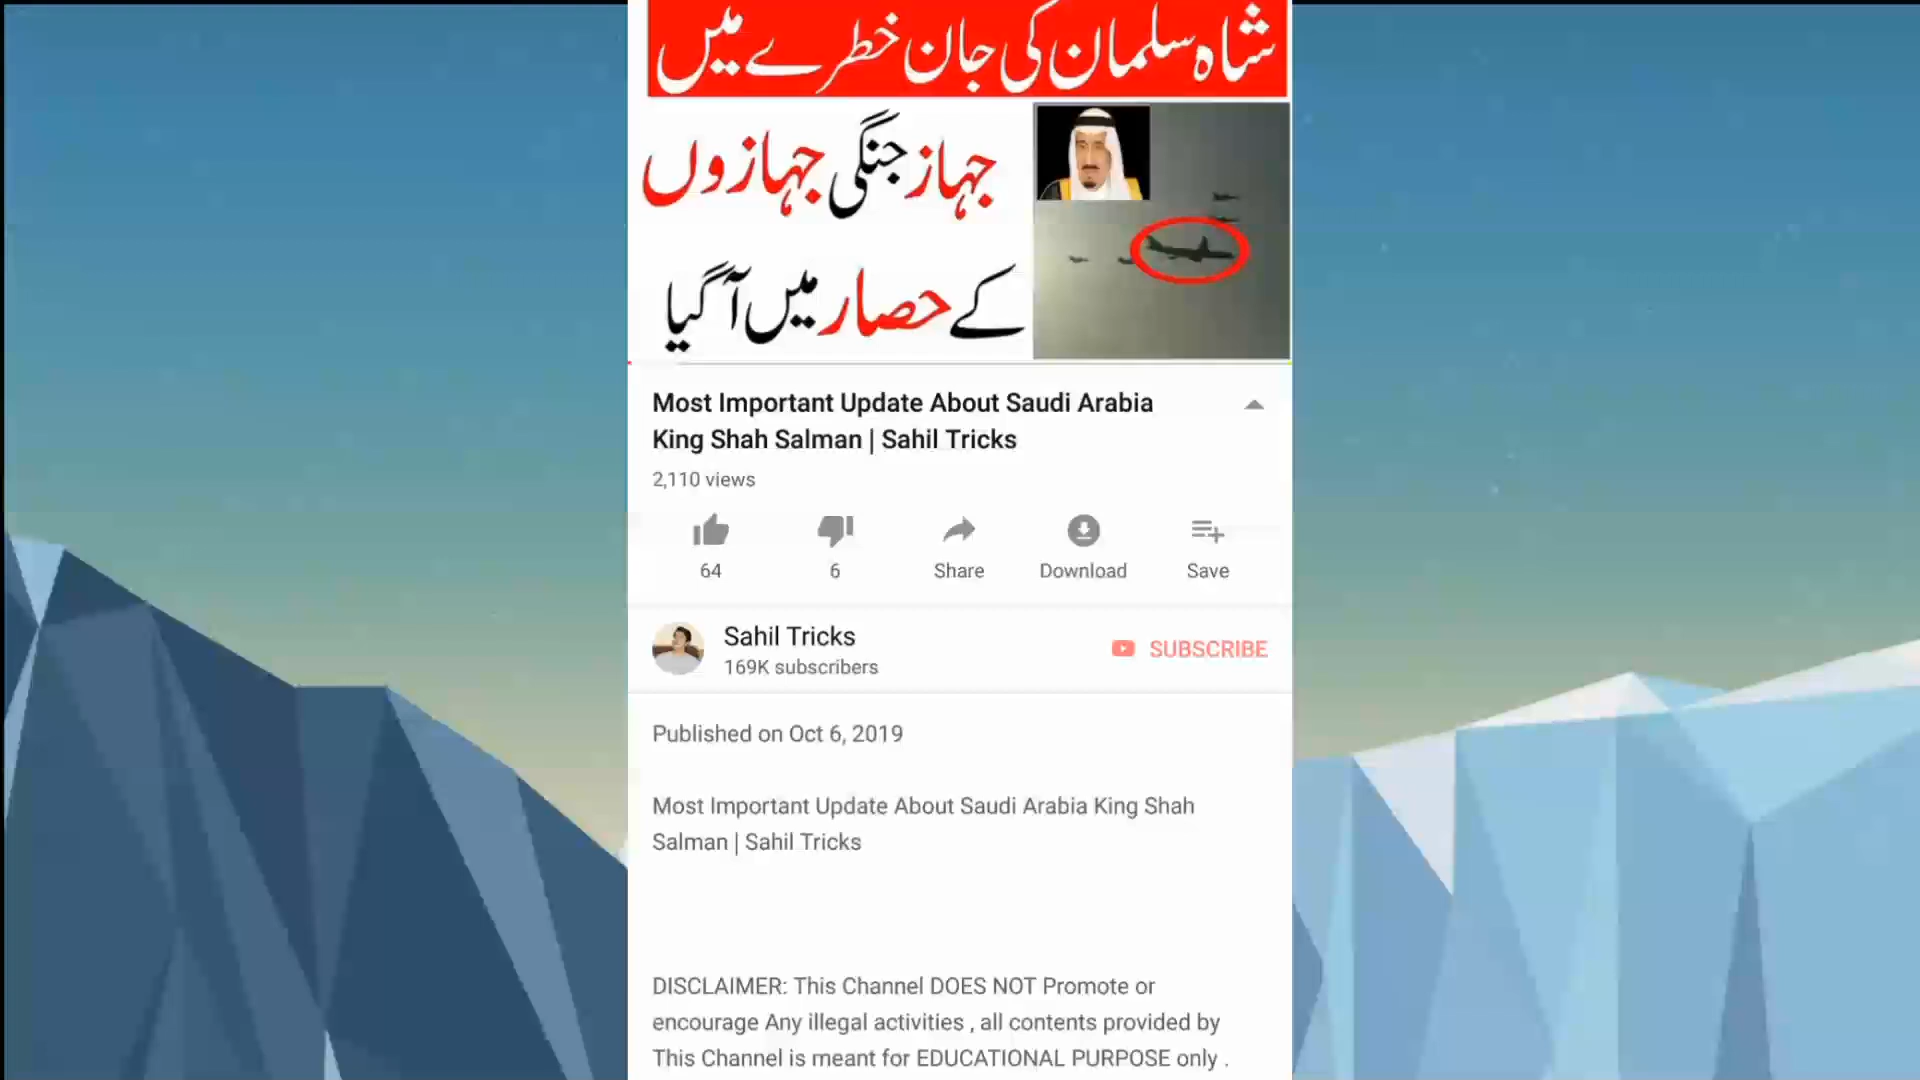 شاہ سلمان کی جان خطرے میں
جہاز جنگی جہازوں
کے حصار میں آ گیا
Most Important Update About Saudi Arabia
King Shah Salman | Sahil Tricks
2,110 views
64 6 Share Download Save
Sahil Tricks
169K subscribers
SUBSCRIBE
Published on Oct 6, 2019
Most Important Update About Saudi Arabia King Shah
Salman | Sahil Tricks
DISCLAIMER: This Channel DOES NOT Promote or
encourage Any illegal activities , all contents provided by
This Channel is meant for EDUCATIONAL PURPOSE only .